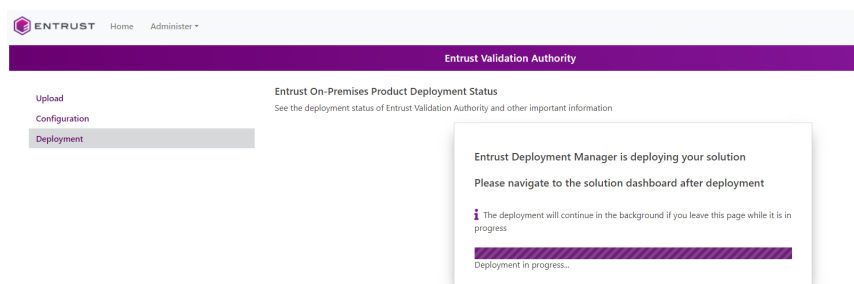 ENTRUST Home Administer
Entrust Validation Authority
Upload
Configuration
Deployment
Entrust On-Premises Product Deployment Status
See the deployment status of Entrust Validation Authority and other important information
Entrust Deployment Manager is deploying your solution
Please navigate to the solution dashboard after deployment
i The deployment will continue in the background if you leave this page while it is in
progress
Deployment in progress...